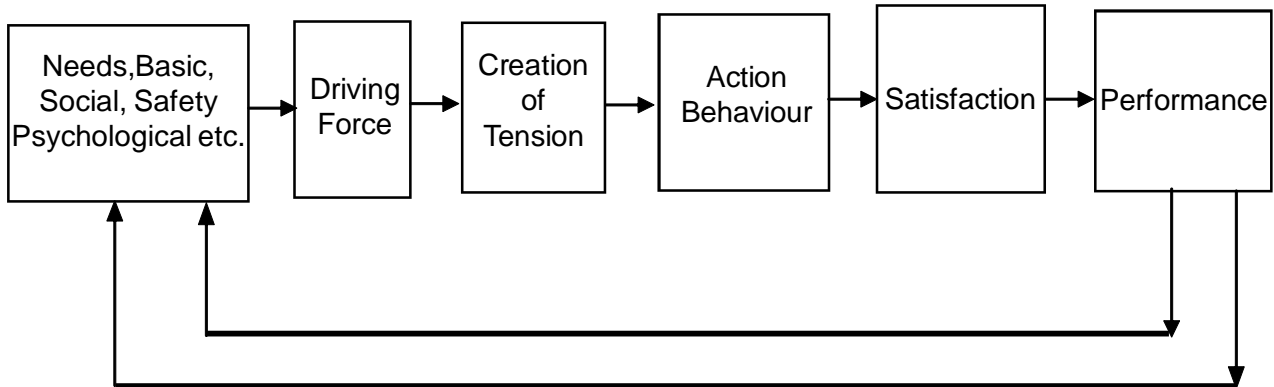 Needs,Basic,
Social, Safety
Psychological etc.
Driving
Force
Creation
of
Tension
Action
Behaviour
Satisfaction
Performance